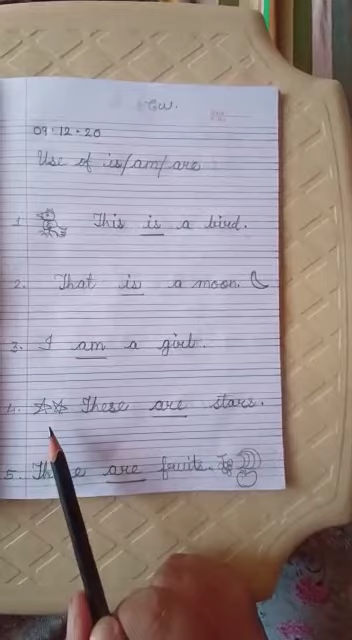 C.W.
09.12.20
Use of is/am/are
1. This is a bird.
2. That is a moon.
3. I am a girl.
4. These are stars.
5. are fruits.